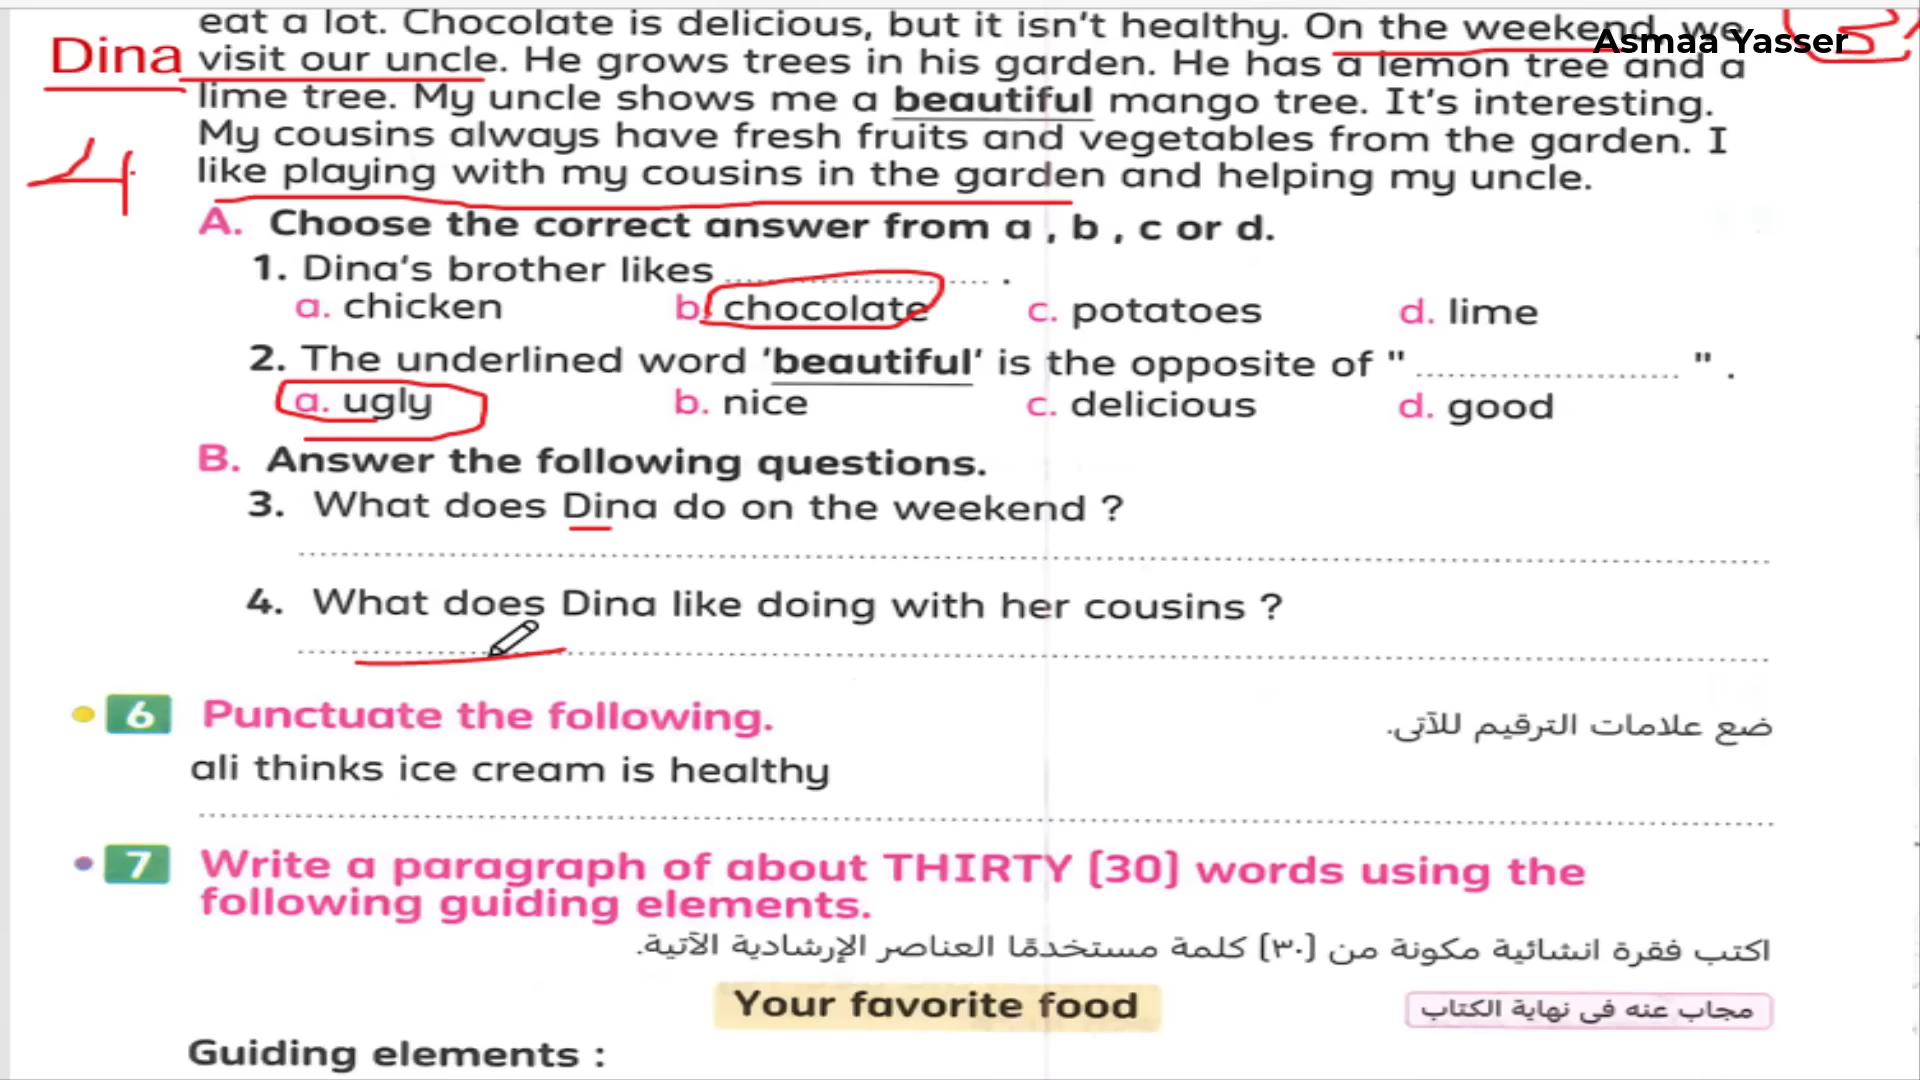 eat a lot. Chocolate is delicious, but it isn't healthy. On the weekend, we
Asmaa Yasser
3
Dina
visit our uncle. He grows trees in his garden. He has a lemon tree and a
lime tree. My uncle shows me a beautiful mango tree. It's interesting.
My cousins always have fresh fruits and vegetables from the garden. I
4
like playing with my cousins in the garden and helping my uncle.
A. Choose the correct answer from a , b , c or d.
1. Dina's brother likes .................... .
a. chicken b. chocolate c. potatoes d. lime
2. The underlined word 'beautiful' is the opposite of "....................." .
a. ugly b. nice c. delicious d. good
B. Answer the following questions.
3. What does Dina do on the weekend ?
4. What does Dina like doing with her cousins ?
6 Punctuate the following.
ضع علامات الترقيم للآتى.
ali thinks ice cream is healthy
7 Write a paragraph of about THIRTY (30) words using the
following guiding elements.
اكتب فقرة انشائية مكونة من (٣٠) كلمة مستخدمًا العناصر الإرشادية الآتية.
Your favorite food
مجاب عنه فى نهاية الكتاب
Guiding elements :